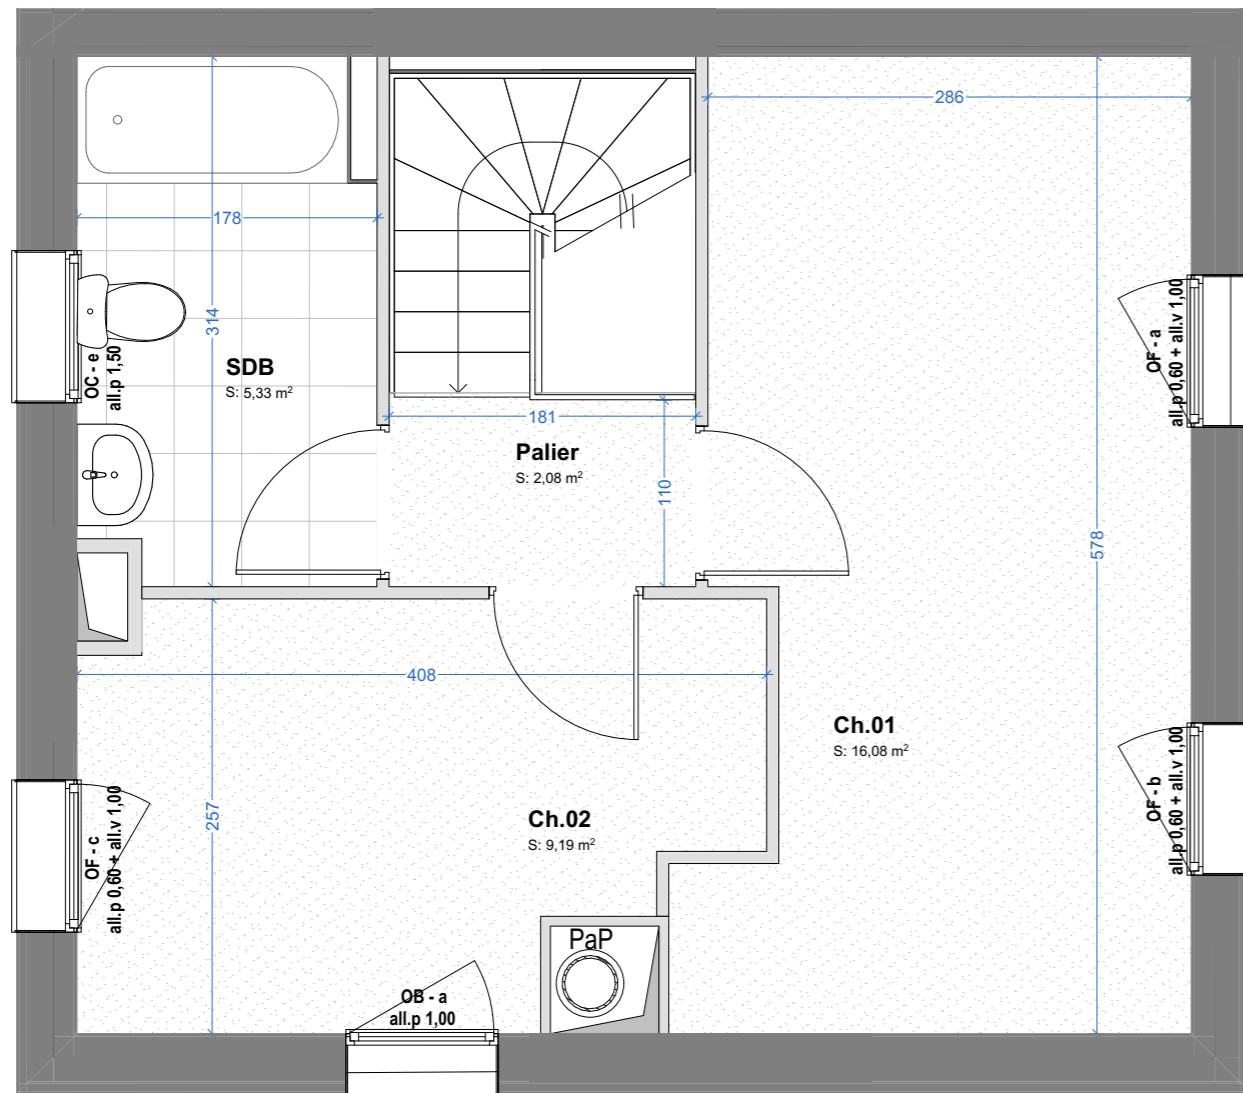 286
178
314
OC - e
all.p 1,50
SDB
S: 5,33 m²
181
Palier
S: 2,08 m²
110
OF - a
all.p 0,60 + all.v 1,00
578
408
Ch.01
S: 16,08 m²
257
OF - c
all.p 0,60 + all.v 1,00
Ch.02
S: 9,19 m²
OF - b
all.p 0,60 + all.v 1,00
PaP
OB - a
all.p 1,00